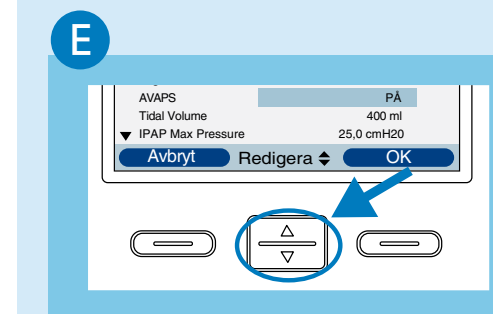 E
AVAPS PÅ
Tidal Volume 400 ml
IPAP Max Pressure 25,0 cmH20
Avbryt Redigera OK